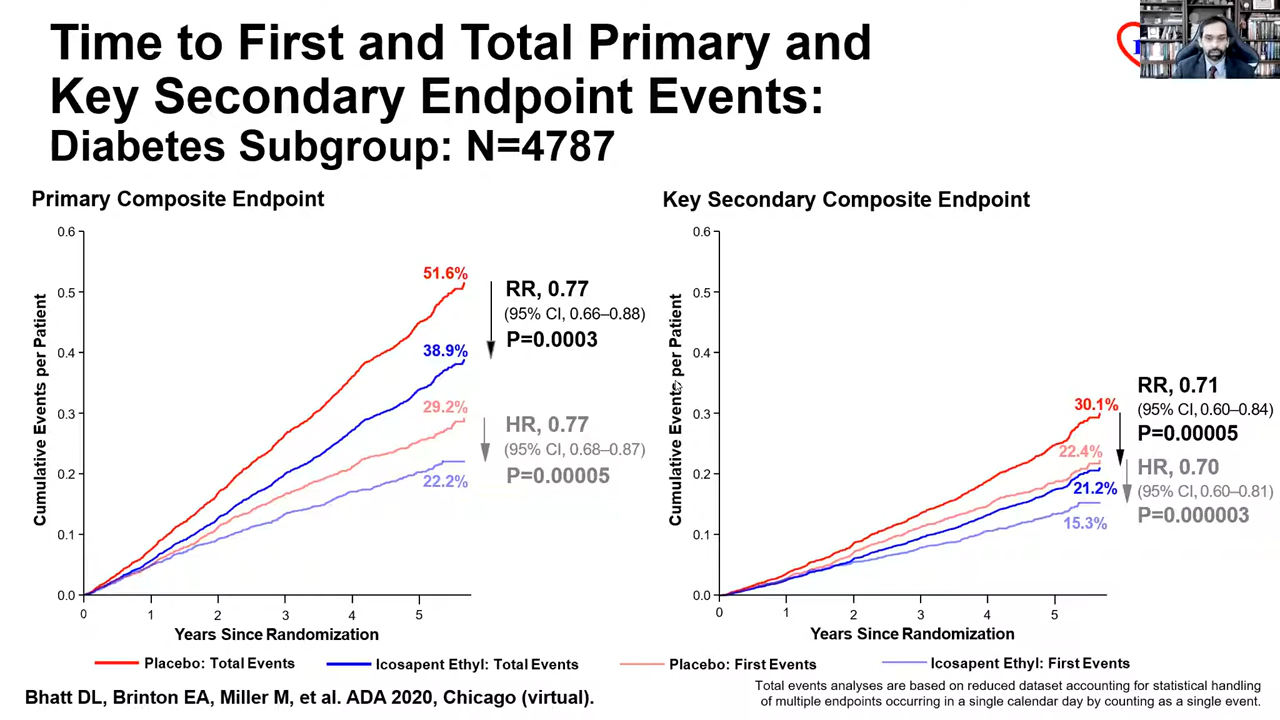 Time to First and Total Primary and
Key Secondary Endpoint Events:
Diabetes Subgroup: N=4787
Primary Composite Endpoint
Cumulative Events per Patient
0.6
0.5
0.4
0.3
0.2
0.1
0.0
0
1
2
3
4
5
Years Since Randomization
51.6%
38.9%
29.2%
22.2%
RR, 0.77
(95% CI, 0.66–0.88)
P=0.0003
HR, 0.77
(95% CI, 0.68–0.87)
P=0.00005
Key Secondary Composite Endpoint
Cumulative Events per Patient
0.6
0.5
0.4
0.3
0.2
0.1
0.0
0
1
2
3
4
5
Years Since Randomization
30.1%
22.4%
21.2%
15.3%
RR, 0.71
(95% CI, 0.60–0.84)
P=0.00005
HR, 0.70
(95% CI, 0.60–0.81)
P=0.000003
Placebo: Total Events
Icosapent Ethyl: Total Events
Placebo: First Events
Icosapent Ethyl: First Events
Bhatt DL, Brinton EA, Miller M, et al. ADA 2020, Chicago (virtual).
Total events analyses are based on reduced dataset accounting for statistical handling
of multiple endpoints occurring in a single calendar day by counting as a single event.